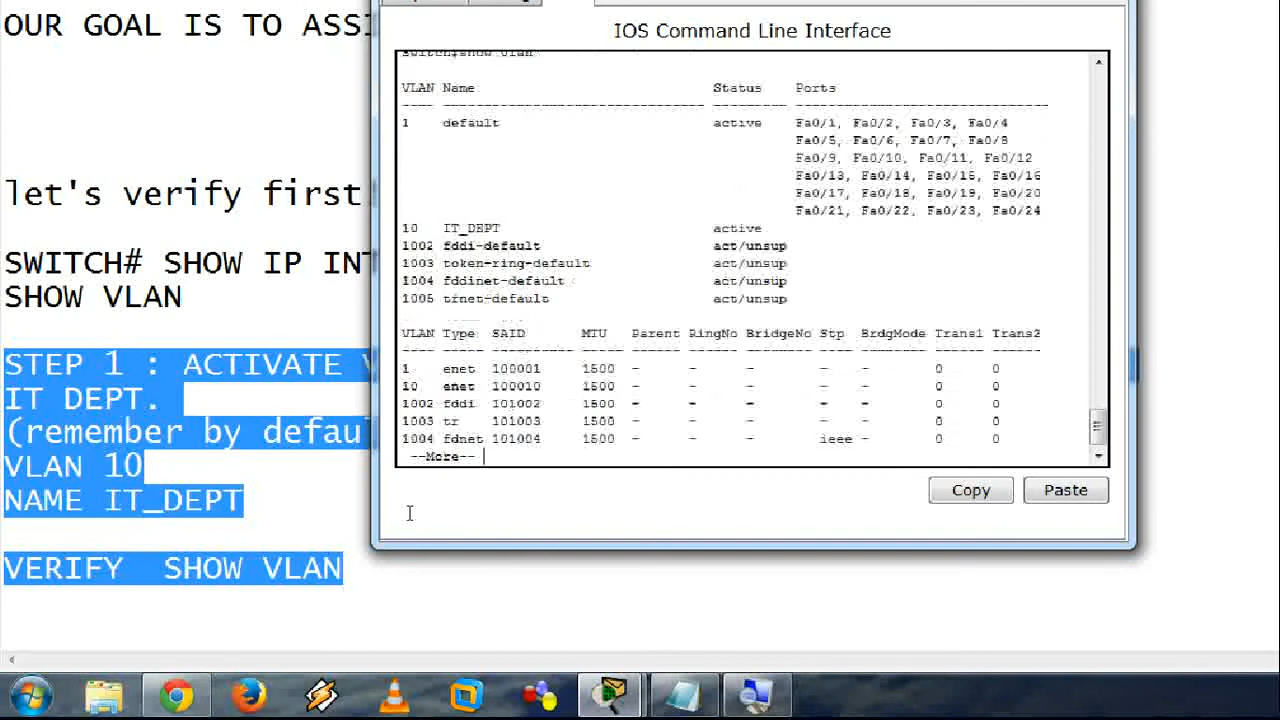 OUR GOAL IS TO ASSI
let's verify first
SWITCH# SHOW IP INT
SHOW VLAN
STEP 1 : ACTIVATE V
IT DEPT.
(remember by defaul
VLAN 10
NAME IT_DEPT
VERIFY  SHOW VLAN
IOS Command Line Interface
Switch#show vlan
VLAN Name Status Ports
1 default active Fa0/1, Fa0/2, Fa0/3, Fa0/4
Fa0/5, Fa0/6, Fa0/7, Fa0/8
Fa0/9, Fa0/10, Fa0/11, Fa0/12
Fa0/13, Fa0/14, Fa0/15, Fa0/16
Fa0/17, Fa0/18, Fa0/19, Fa0/20
Fa0/21, Fa0/22, Fa0/23, Fa0/24
10 IT_DEPT active
1002 fddi-default act/unsup
1003 token-ring-default act/unsup
1004 fddinet-default act/unsup
1005 trnet-default act/unsup
VLAN Type SAID MTU Parent RingNo BridgeNo Stp BrdgMode Trans1 Trans2
1 enet 100001 1500 - - - - - 0 0
10 enet 100010 1500 - - - - - 0 0
1002 fddi 101002 1500 - - - - - 0 0
1003 tr 101003 1500 - - - - - 0 0
1004 fdnet 101004 1500 - - - ieee - 0 0
--More--
Copy Paste